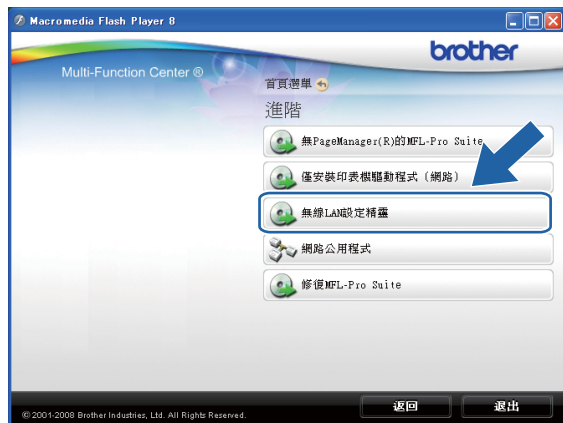 Macromedia Flash Player 8
brother
Multi-Function Center ®
首頁選單
進階
無PageManager(R)的MFL-Pro Suite
僅安裝印表機驅動程式（網路）
無線LAN設定精靈
網路公用程式
修復MFL-Pro Suite
© 2001-2008 Brother Industries, Ltd. All Rights Reserved.
返回
退出